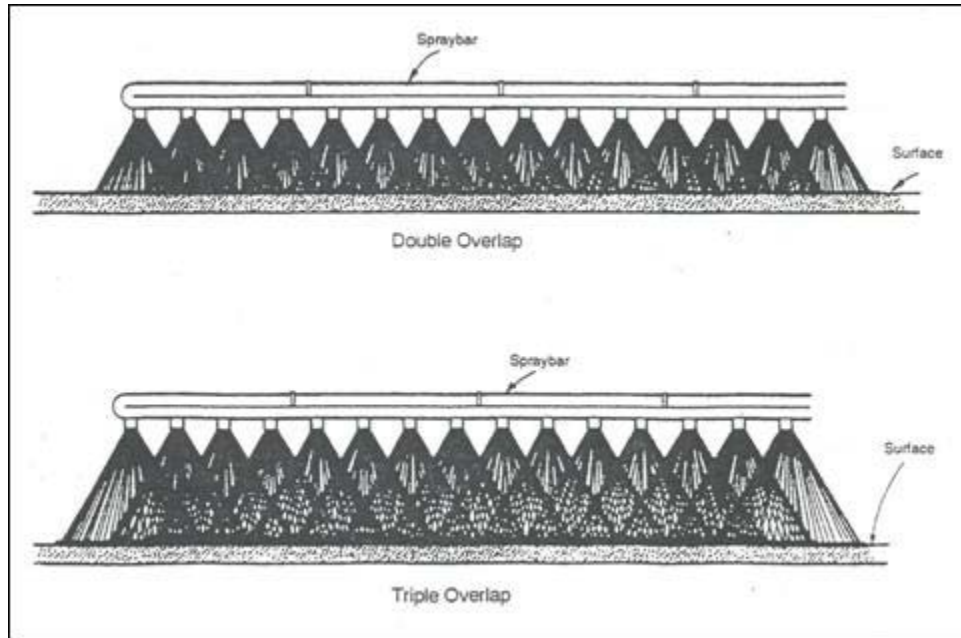 Spraybar
Surface
Double Overlap
Spraybar
Surface
Triple Overlap